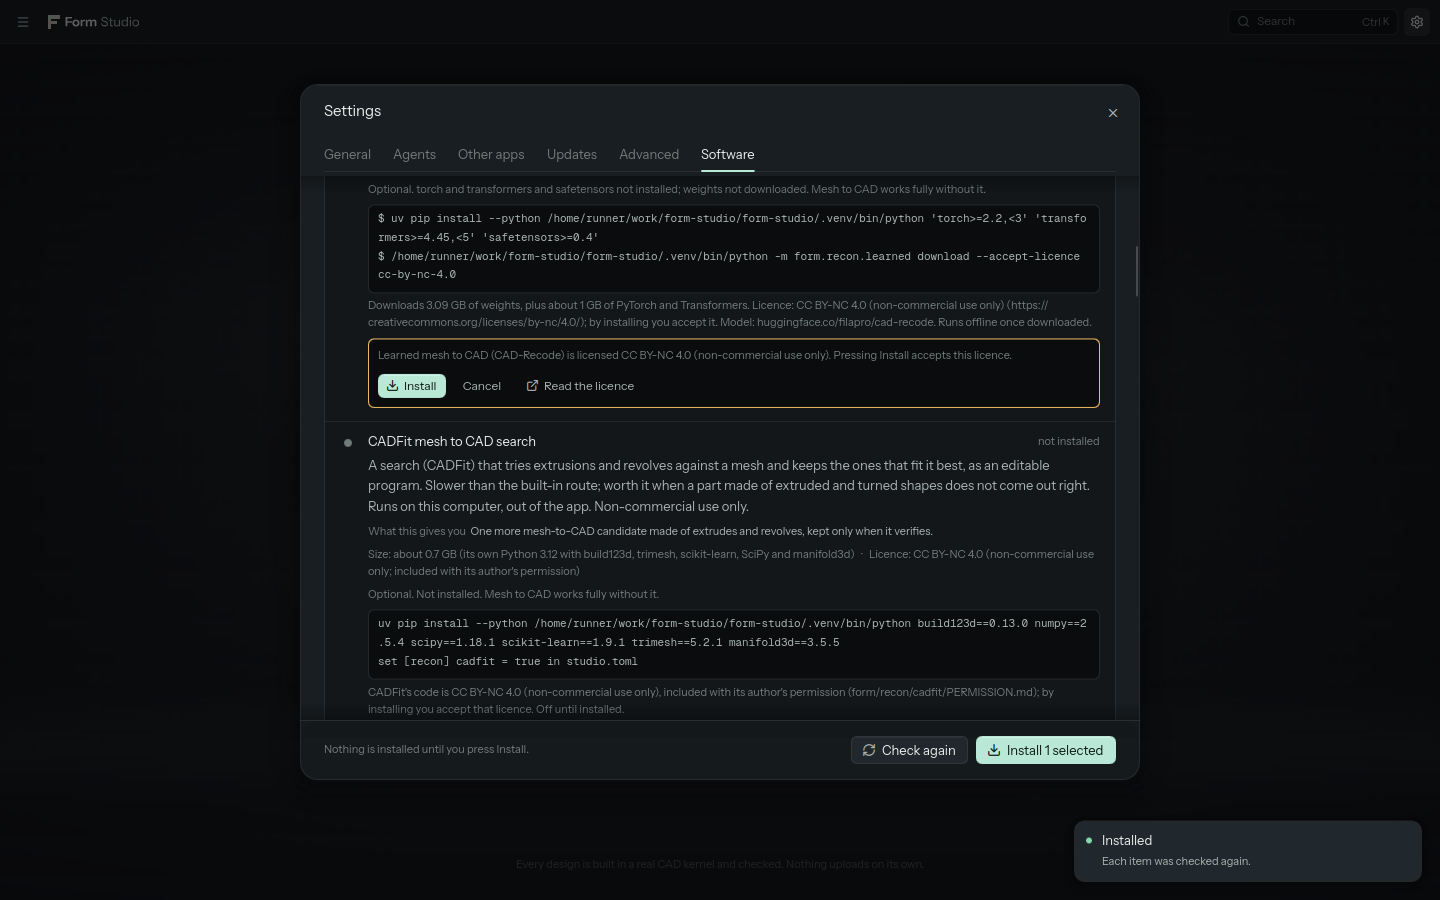 Form Studio
Search
Ctrl K
Settings
General
Agents
Other apps
Updates
Advanced
Software
Optional. torch and transformers and safetensors not installed; weights not downloaded. Mesh to CAD works fully without it.
$ uv pip install --python /home/runner/work/form-studio/form-studio/.venv/bin/python 'torch>=2.2,<3' 'transfo
rmers>=4.45,<5' 'safetensors>=0.4'
$ /home/runner/work/form-studio/form-studio/.venv/bin/python -m form.recon.learned download --accept-licence
cc-by-nc-4.0
Downloads 3.09 GB of weights, plus about 1 GB of PyTorch and Transformers. Licence: CC BY-NC 4.0 (non-commercial use only) (https://
creativecommons.org/licenses/by-nc/4.0/); by installing you accept it. Model: huggingface.co/filapro/cad-recode. Runs offline once downloaded.
Learned mesh to CAD (CAD-Recode) is licensed CC BY-NC 4.0 (non-commercial use only). Pressing Install accepts this licence.
Install
Cancel
Read the licence
CADFit mesh to CAD search
not installed
A search (CADFit) that tries extrusions and revolves against a mesh and keeps the ones that fit it best, as an editable
program. Slower than the built-in route; worth it when a part made of extruded and turned shapes does not come out right.
Runs on this computer, out of the app. Non-commercial use only.
What this gives you One more mesh-to-CAD candidate made of extrudes and revolves, kept only when it verifies.
Size: about 0.7 GB (its own Python 3.12 with build123d, trimesh, scikit-learn, SciPy and manifold3d) · Licence: CC BY-NC 4.0 (non-commercial use
only; included with its author's permission)
Optional. Not installed. Mesh to CAD works fully without it.
uv pip install --python /home/runner/work/form-studio/form-studio/.venv/bin/python build123d==0.13.0 numpy==2
.5.4 scipy==1.18.1 scikit-learn==1.9.1 trimesh==5.2.1 manifold3d==3.5.5
set [recon] cadfit = true in studio.toml
CADFit's code is CC BY-NC 4.0 (non-commercial use only), included with its author's permission (form/recon/cadfit/PERMISSION.md); by
installing you accept that licence. Off until installed.
Nothing is installed until you press Install.
Check again
Install 1 selected
Every design is built in a real CAD kernel and checked. Nothing uploads on its own.
Installed
Each item was checked again.